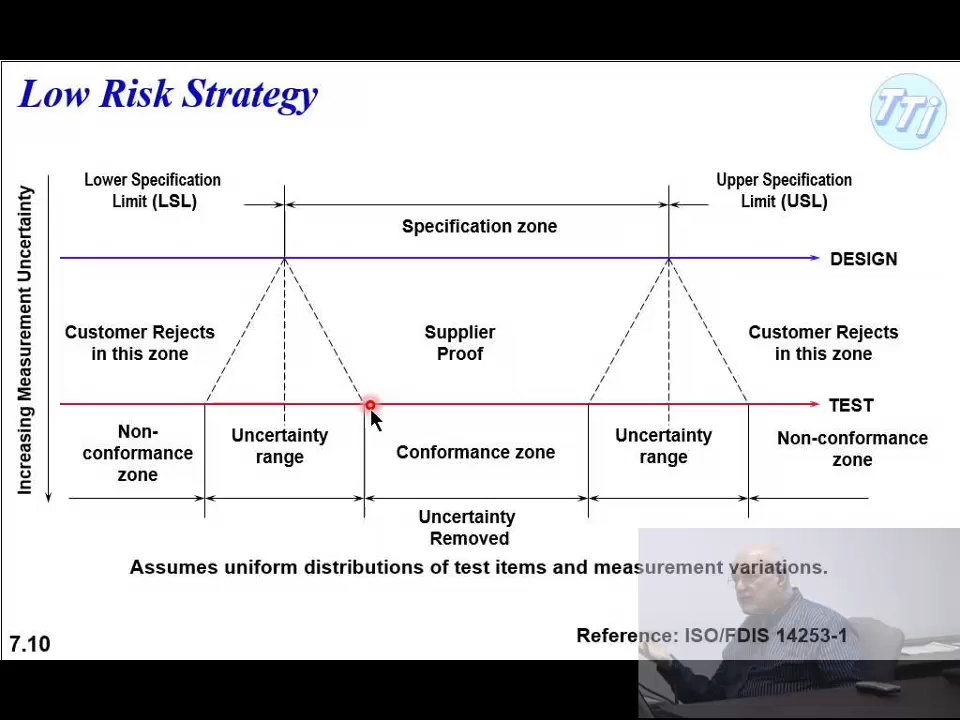 Low Risk Strategy
TTi
Lower Specification
Limit (LSL)
Upper Specification
Limit (USL)
Specification zone
DESIGN
Increasing Measurement Uncertainty
Customer Rejects
in this zone
Supplier
Proof
Customer Rejects
in this zone
TEST
Non-
conformance
zone
Uncertainty
range
Conformance zone
Uncertainty
range
Non-conformance
zone
Uncertainty
Removed
Assumes uniform distributions of test items and measurement variations.
Reference: ISO/FDIS 14253-1
7.10